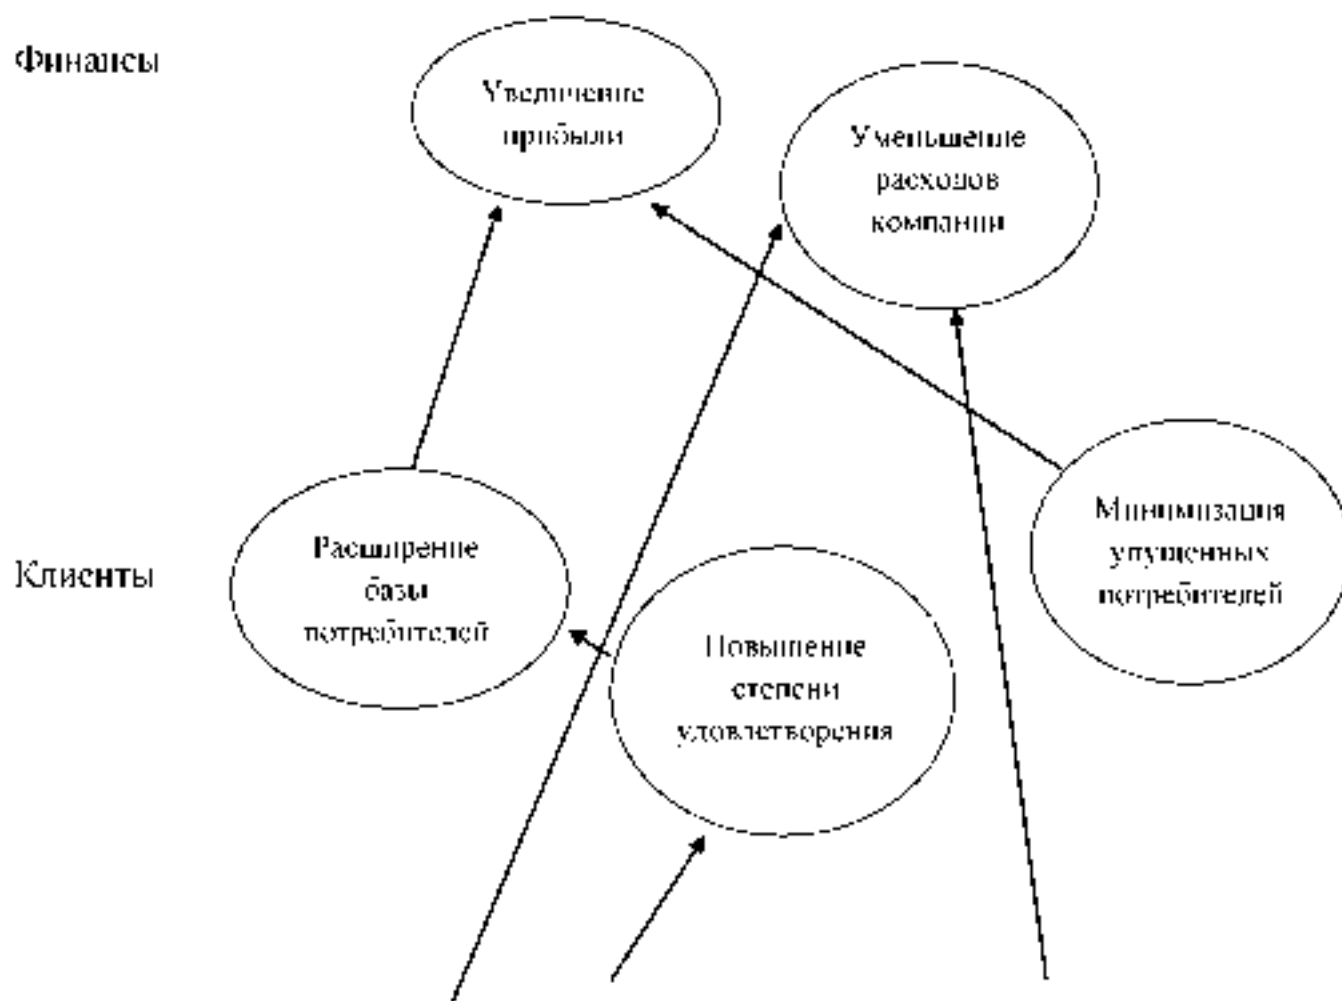 Финансы
Увеличение
прибыли
Уменьшение
расходов
компании
Клиенты
Расширение
базы
потребителей
Повышение
степени
удовлетворения
Минимизация
упущенных
потребителей